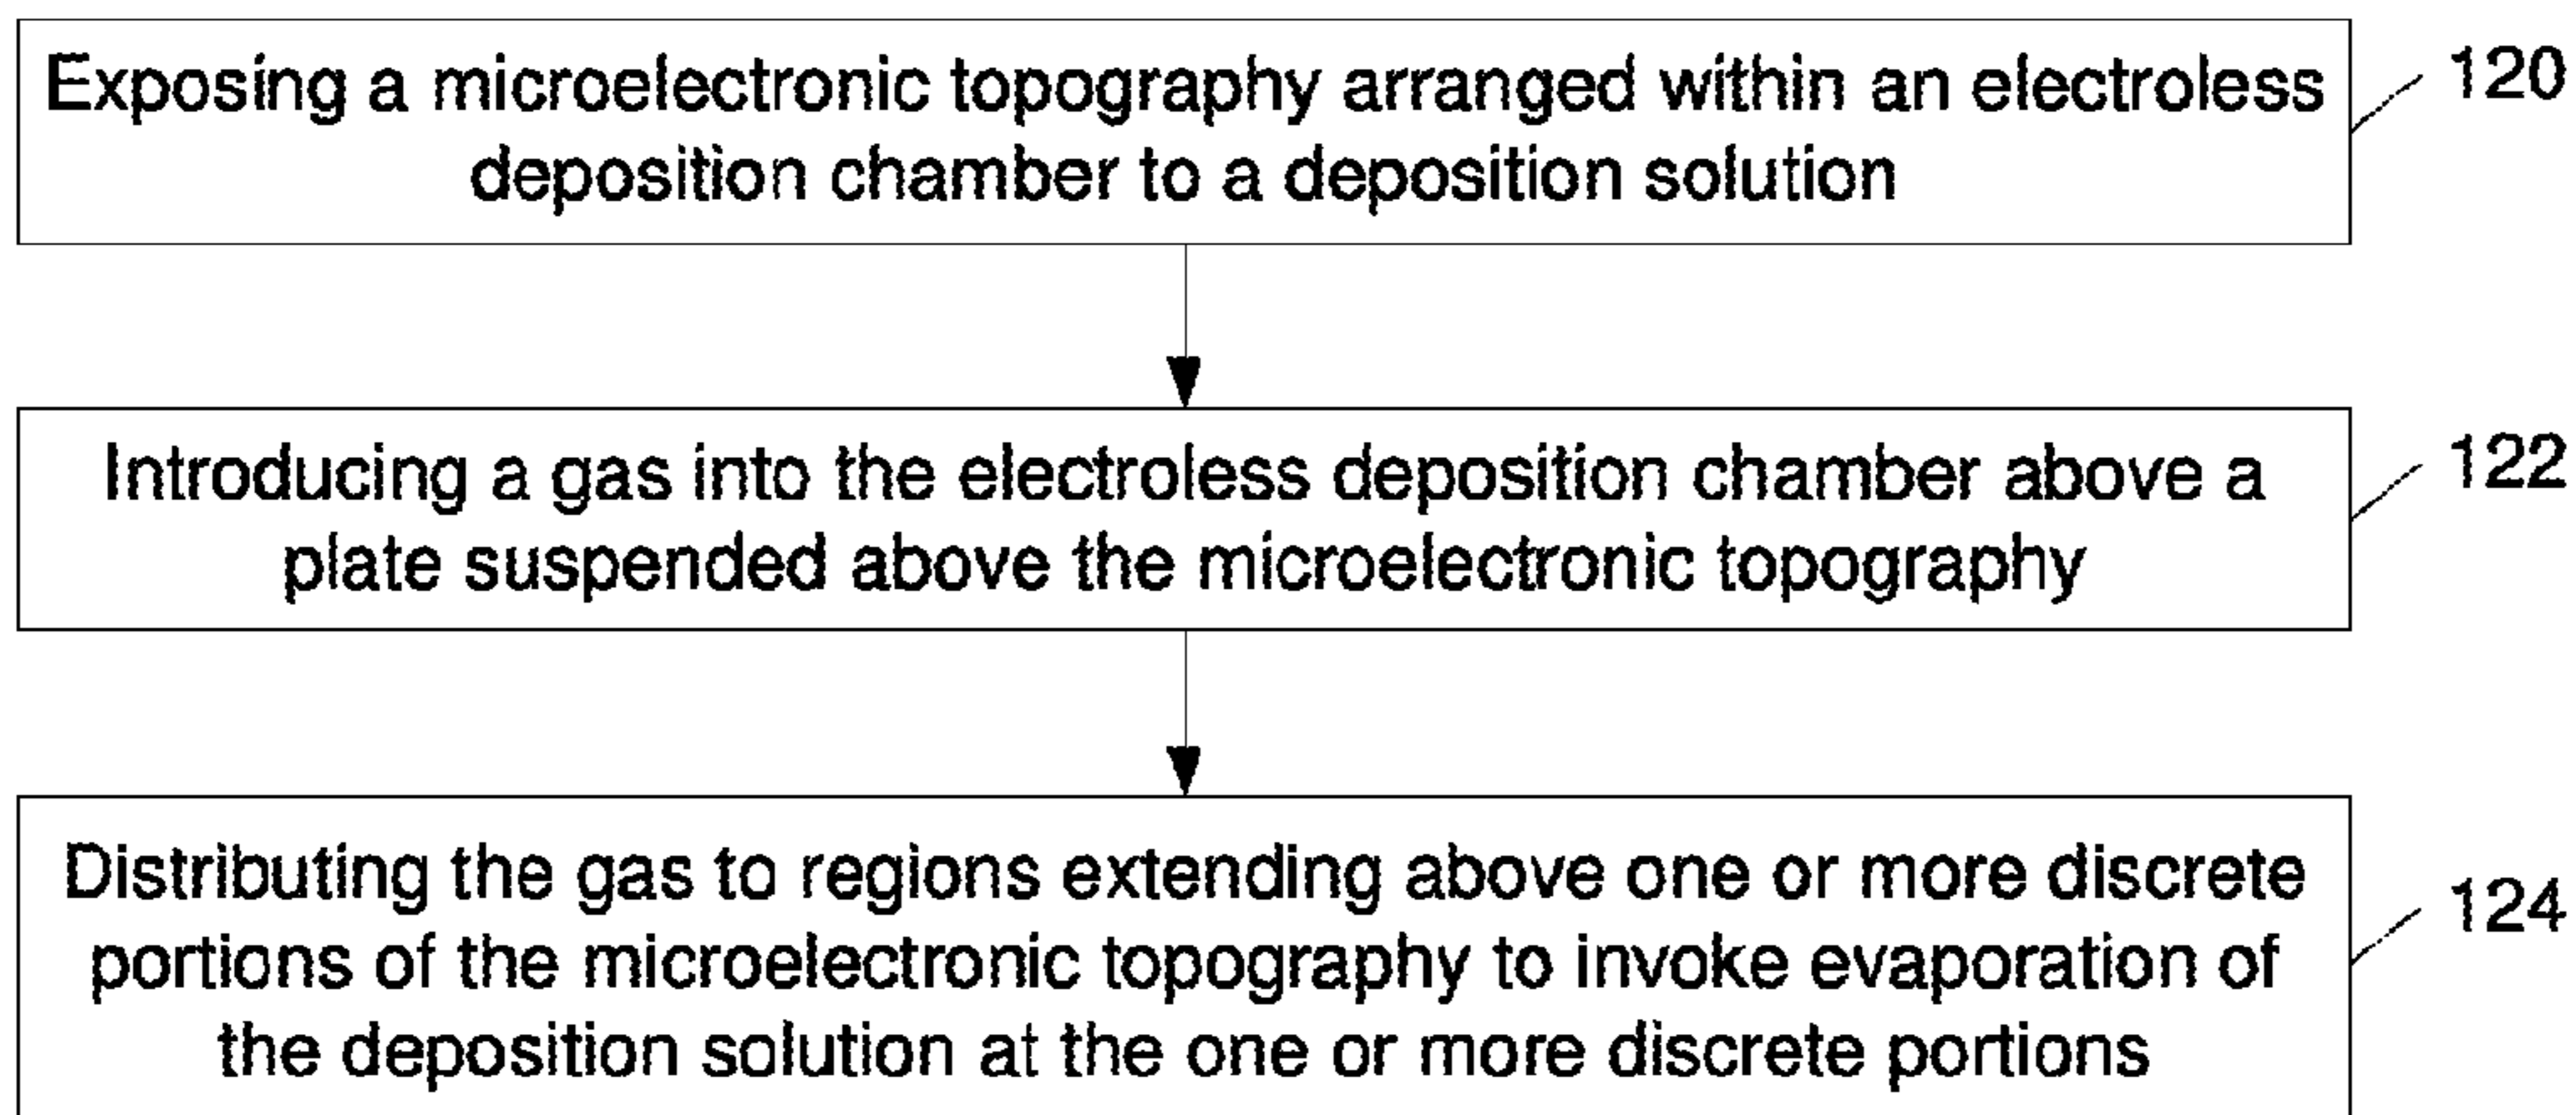 Exposing a microelectronic topography arranged within an electroless
deposition chamber to a deposition solution
120
Introducing a gas into the electroless deposition chamber above a
plate suspended above the microelectronic topography
122
Distributing the gas to regions extending above one or more discrete
portions of the microelectronic topography to invoke evaporation of
the deposition solution at the one or more discrete portions
124